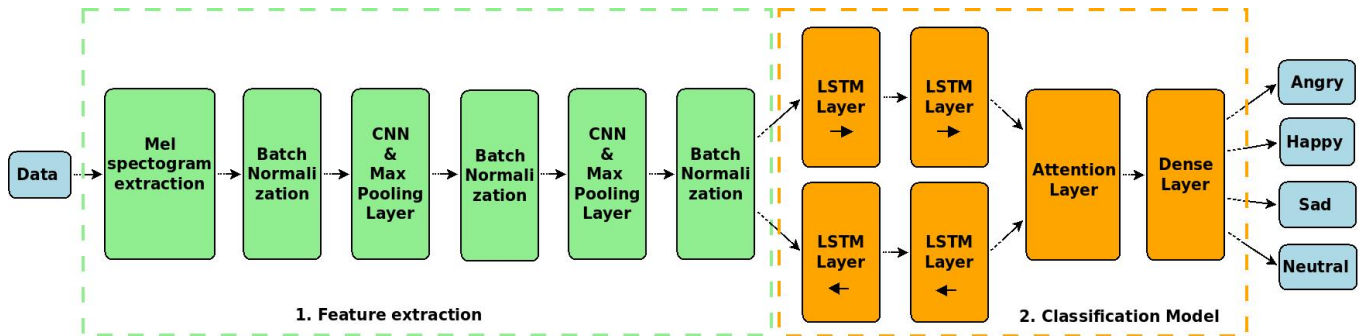 Data
Mel
spectogram
extraction
Batch
Normali
zation
CNN
&
Max
Pooling
Layer
Batch
Normali
zation
CNN
&
Max
Pooling
Layer
Batch
Normali
zation
1. Feature extraction
LSTM
Layer
LSTM
Layer
LSTM
Layer
LSTM
Layer
Attention
Layer
Dense
Layer
2. Classification Model
Angry
Happy
Sad
Neutral